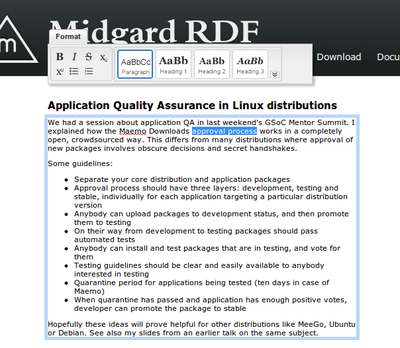 m
Midgard RDF
Format
B I S X₂
AaBbCc AaBb AaBb AaBb
Paragraph Heading 1 Heading 2 Heading 3
Download Docu
Application Quality Assurance in Linux distributions
We had a session about application QA in last weekend's GSoC Mentor Summit. I
explained how the Maemo Downloads approval process works in a completely
open, crowdsourced way. This differs from many distributions where approval of
new packages involves obscure decisions and secret handshakes.
Some guidelines:
• Separate your core distribution and application packages
• Approval process should have three layers: development, testing and
stable, individually for each application targeting a particular distribution
version
• Anybody can upload packages to development status, and then promote
them to testing
• On their way from development to testing packages should pass
automated tests
• Anybody can install and test packages that are in testing, and vote for
them
• Testing guidelines should be clear and easily available to anybody
interested in testing
• Quarantine period for applications being tested (ten days in case of
Maemo)
• When quarantine has passed and application has enough positive votes,
developer can promote the package to stable
Hopefully these ideas will prove helpful for other distributions like MeeGo, Ubuntu
or Debian. See also my slides from an earlier talk on the same subject.